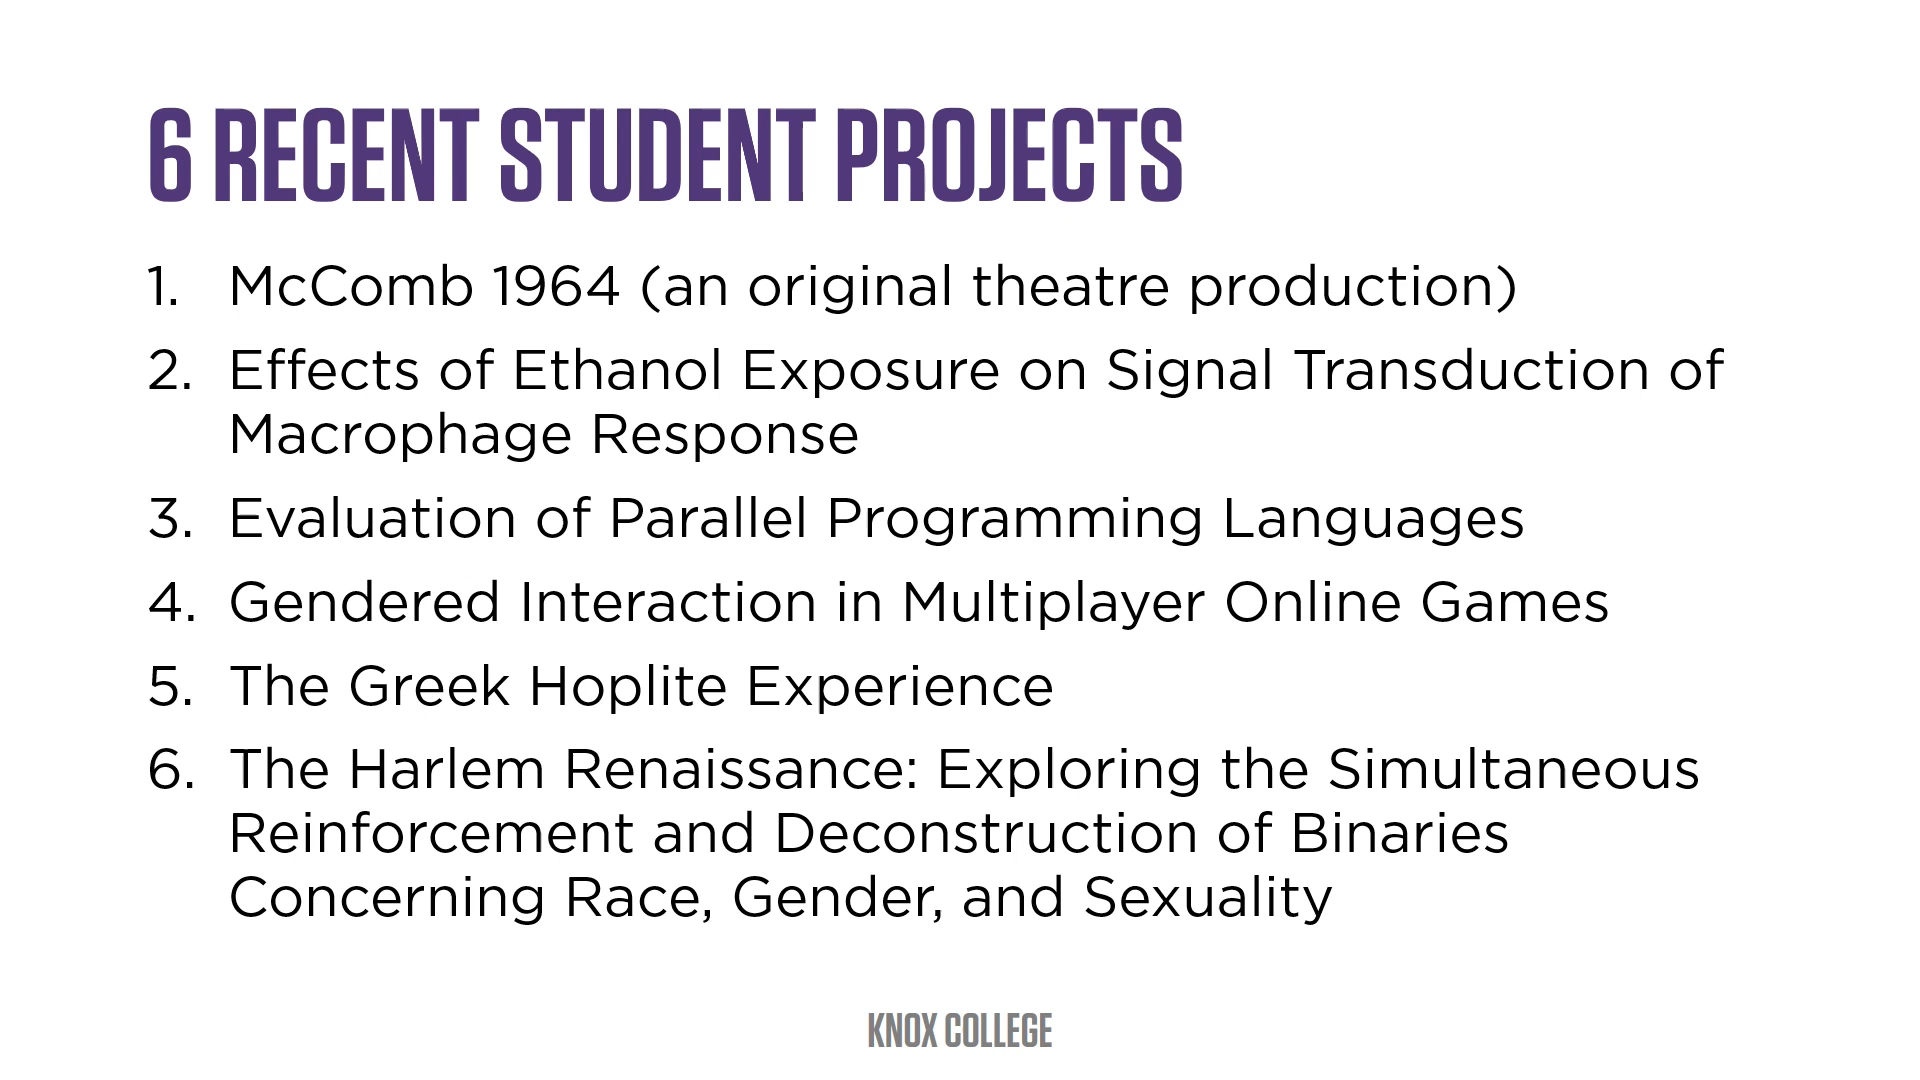 6 RECENT STUDENT PROJECTS
1. McComb 1964 (an original theatre production)
2. Effects of Ethanol Exposure on Signal Transduction of
Macrophage Response
3. Evaluation of Parallel Programming Languages
4. Gendered Interaction in Multiplayer Online Games
5. The Greek Hoplite Experience
6. The Harlem Renaissance: Exploring the Simultaneous
Reinforcement and Deconstruction of Binaries
Concerning Race, Gender, and Sexuality
KNOX COLLEGE